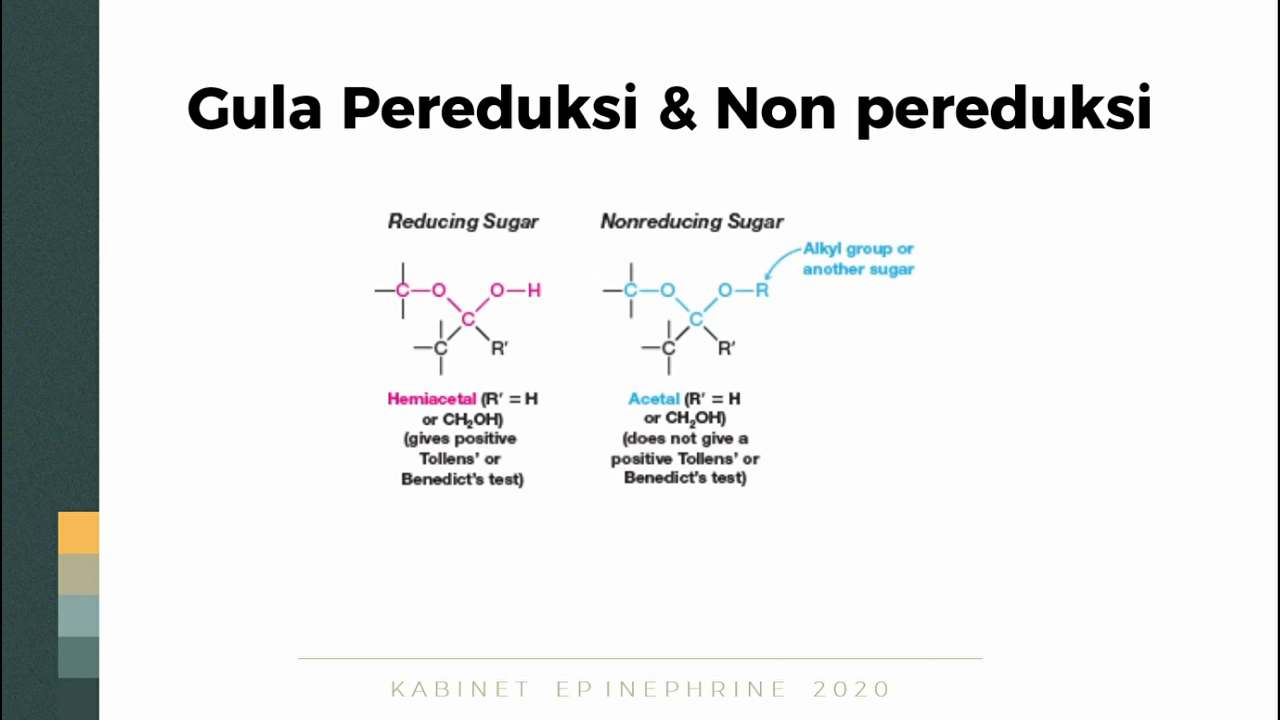 Gula Pereduksi & Non pereduksi
Reducing Sugar
Nonreducing Sugar
Alkyl group or
another sugar
C O O H
C
C R′
C O O R
C
C R′
Hemiacetal (R′ = H
or CH₂OH)
(gives positive
Tollens’ or
Benedict’s test)
Acetal (R′ = H
or CH₂OH)
(does not give a
positive Tollens’ or
Benedict’s test)
KABINET EPINEPHRINE 2020